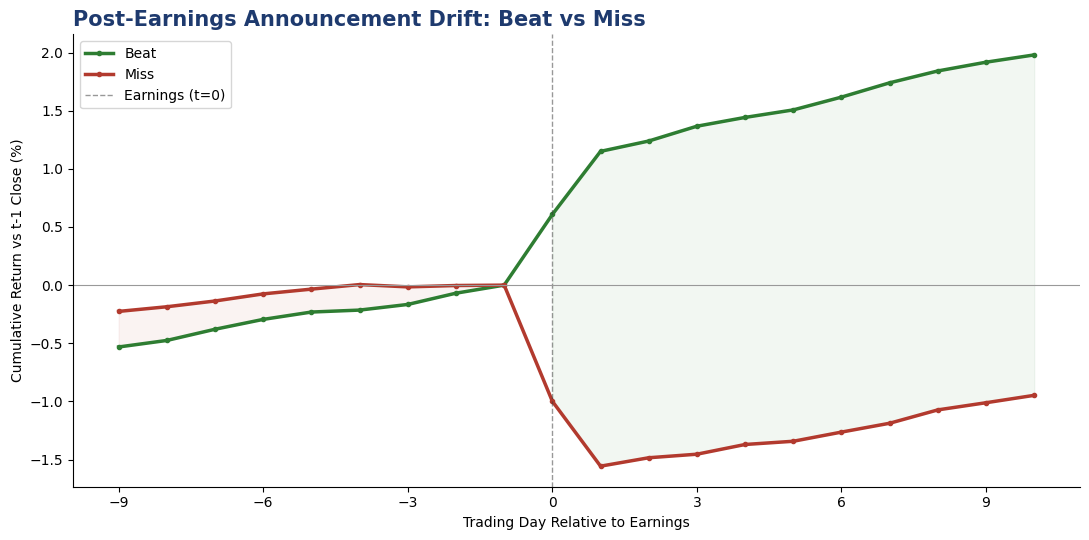 Post-Earnings Announcement Drift: Beat vs Miss
Beat
Miss
Earnings (t=0)
Cumulative Return vs t-1 Close (%)
2.0
1.5
1.0
0.5
0.0
−0.5
−1.0
−1.5
−9 −6 −3 0 3 6 9
Trading Day Relative to Earnings